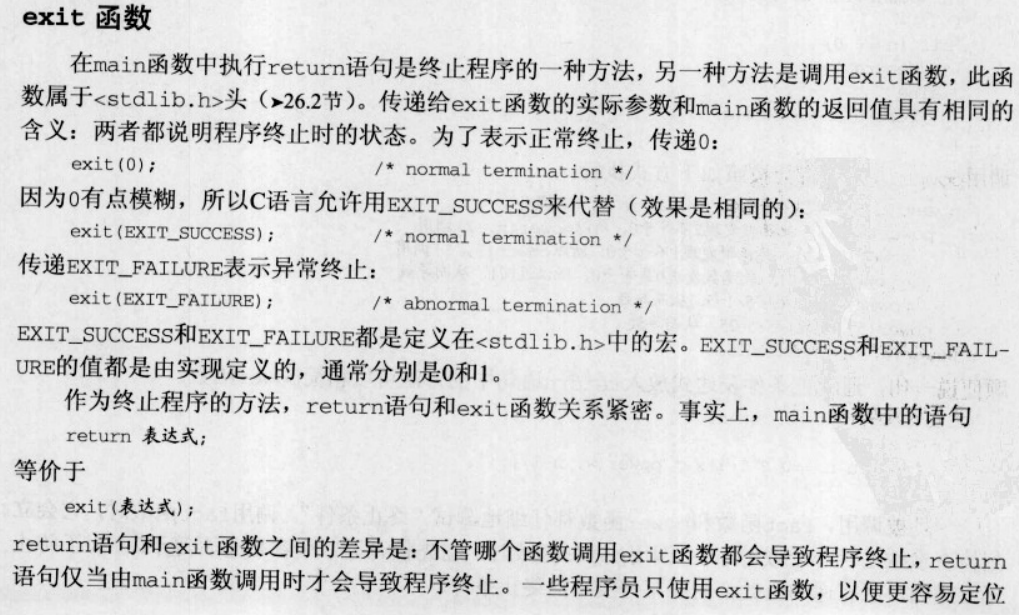 exit 函数
在main函数中执行return语句是终止程序的一种方法，另一种方法是调用exit函数，此函
数属于<stdlib.h>头（➤26.2节）。传递给exit函数的实际参数和main函数的返回值具有相同的
含义：两者都说明程序终止时的状态。为了表示正常终止，传递0：
exit(0); /* normal termination */
因为0有点模糊，所以C语言允许用EXIT_SUCCESS来代替（效果是相同的）：
exit(EXIT_SUCCESS); /* normal termination */
传递EXIT_FAILURE表示异常终止：
exit(EXIT_FAILURE); /* abnormal termination */
EXIT_SUCCESS和EXIT_FAILURE都是定义在<stdlib.h>中的宏。EXIT_SUCCESS和EXIT_FAIL-
URE的值都是由实现定义的，通常分别是0和1。
作为终止程序的方法，return语句和exit函数关系紧密。事实上，main函数中的语句
return 表达式;
等价于
exit(表达式);
return语句和exit函数之间的差异是：不管哪个函数调用exit函数都会导致程序终止，return
语句仅当由main函数调用时才会导致程序终止。一些程序员只使用exit函数，以便更容易定位